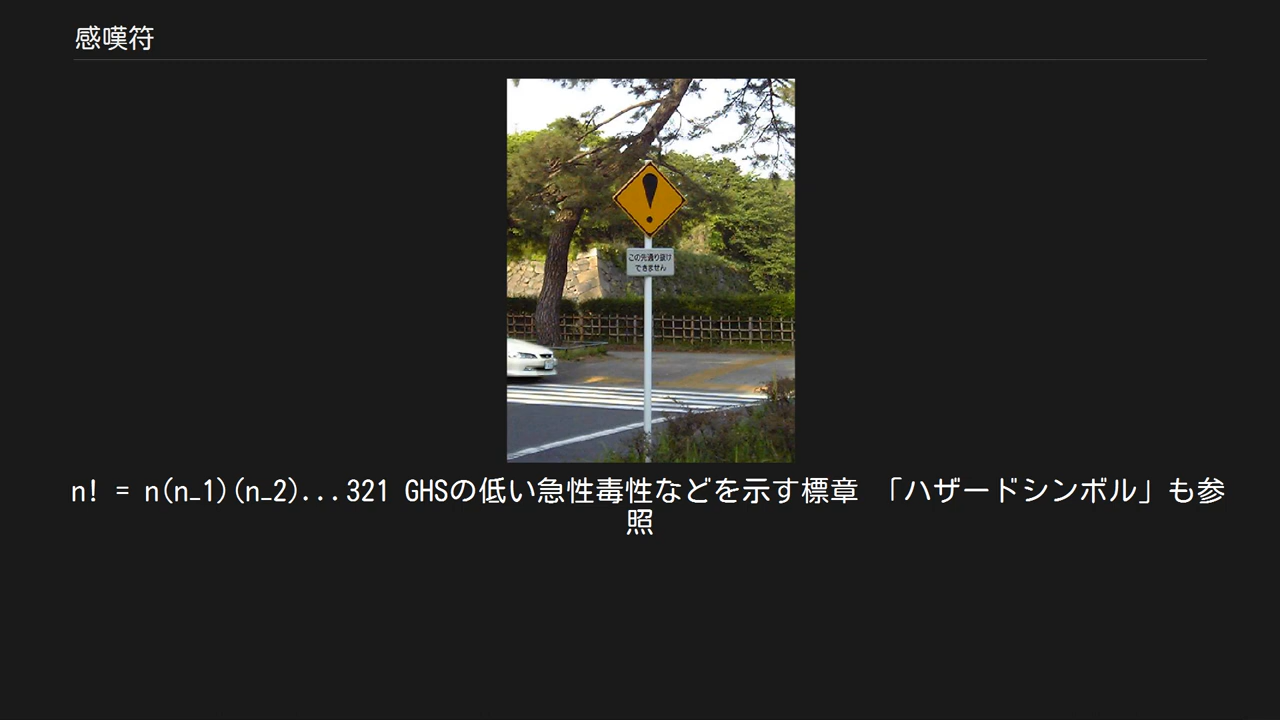 感嘆符
!
この先通り抜け
できません
n! = n(n−1)(n−2)...321 GHSの低い急性毒性などを示す標章 「ハザードシンボル」も参
照